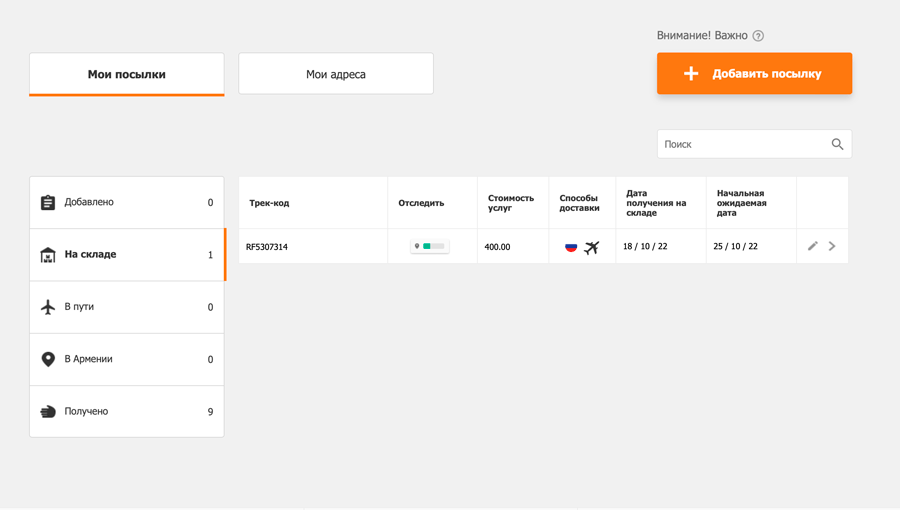 Внимание! Важно
Мои посылки
Мои адреса
Добавить посылку
Поиск
Добавлено 0
На складе 1
В пути 0
В Армении 0
Получено 9
Трек-код Отследить Стоимость услуг Способы доставки Дата получения на складе Начальная ожидаемая дата
RF5307314 400.00 18 / 10 / 22 25 / 10 / 22